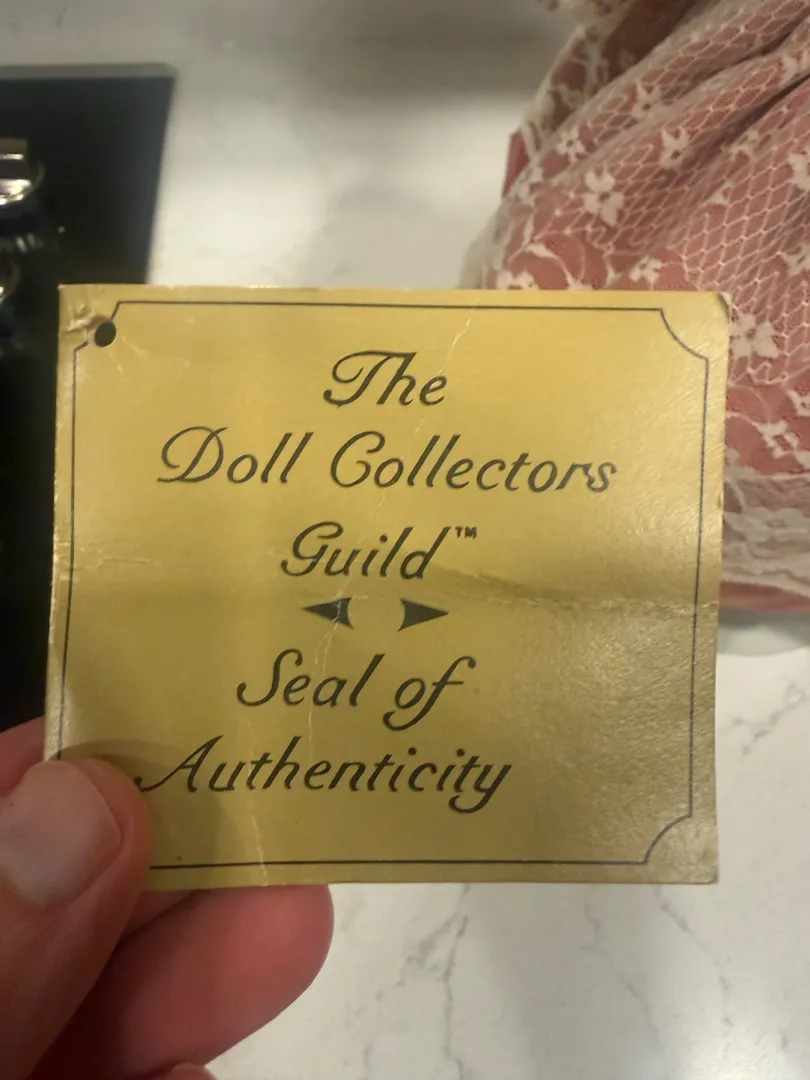 The
Doll Collectors
Guild™
Seal of
Authenticity